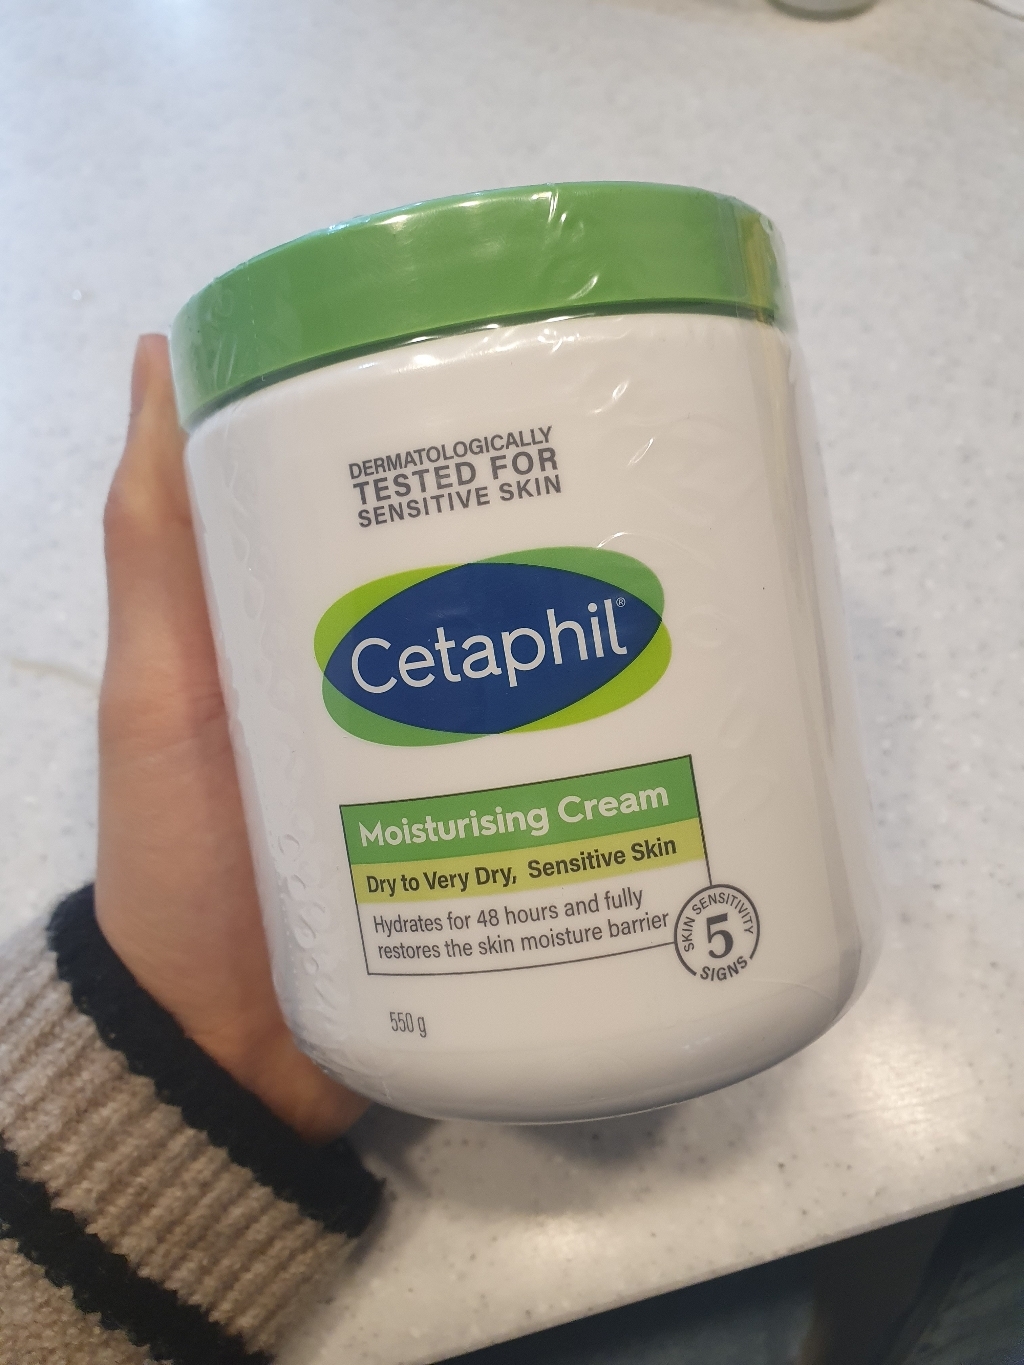 DERMATOLOGICALLY
TESTED FOR
SENSITIVE SKIN
Cetaphil®
Moisturising Cream
Dry to Very Dry, Sensitive Skin
Hydrates for 48 hours and fully
restores the skin moisture barrier
SKIN SENSITIVITY
5
SIGNS
550 g